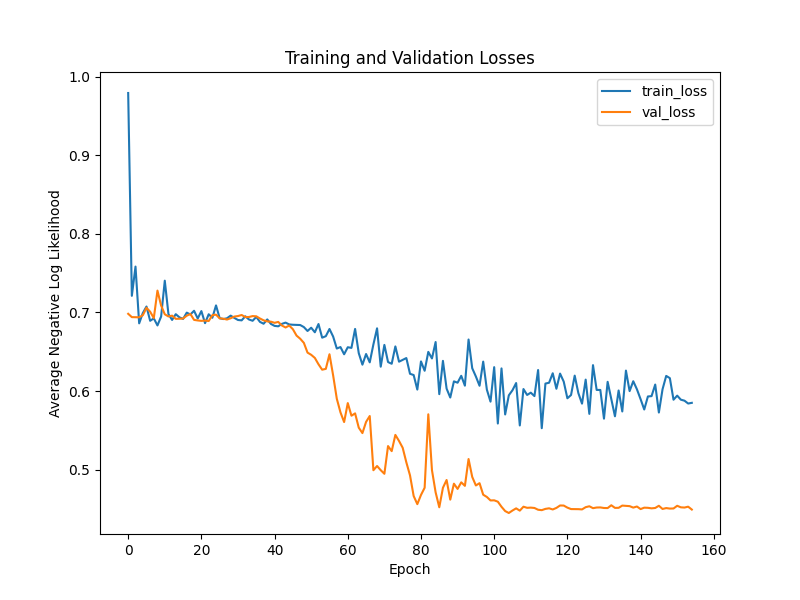 Training and Validation Losses
train_loss
val_loss
Average Negative Log Likelihood
1.0
0.9
0.8
0.7
0.6
0.5
0 20 40 60 80 100 120 140 160
Epoch